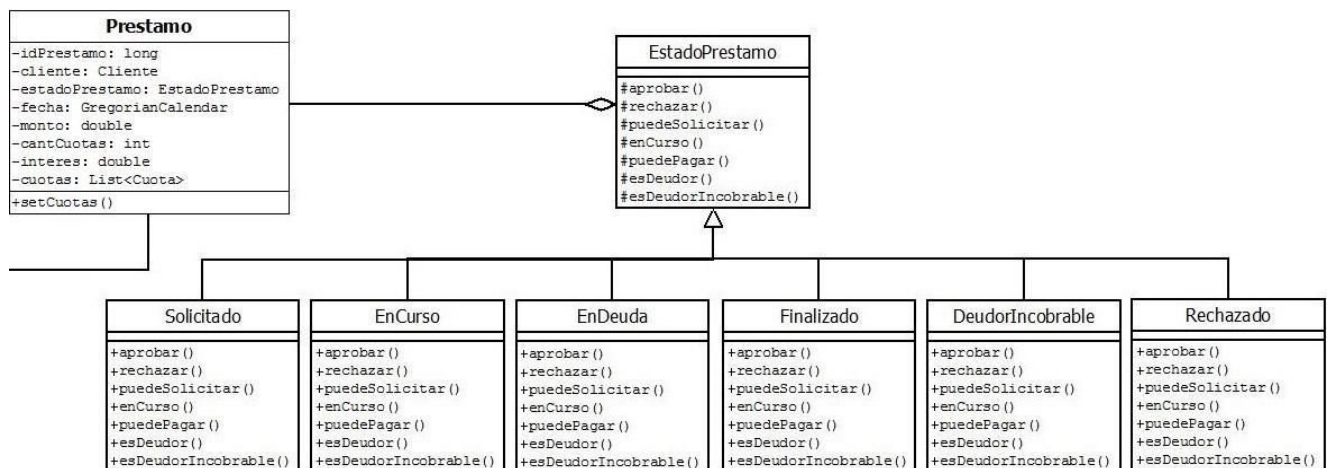 Prestamo
-idPrestamo: long
-cliente: Cliente
-estadoPrestamo: EstadoPrestamo
-fecha: GregorianCalendar
-monto: double
-cantCuotas: int
-interes: double
-cuotas: List<Cuota>
+setCuotas()
EstadoPrestamo
#aprobar()
#rechazar()
#puedeSolicitar()
#enCurso()
#puedePagar()
#esDeudor()
#esDeudorIncobrable()
Solicitado
+aprobar()
+rechazar()
+puedeSolicitar()
+enCurso()
+puedePagar()
+esDeudor()
+esDeudorIncobrable()
EnCurso
+aprobar()
+rechazar()
+puedeSolicitar()
+enCurso()
+puedePagar()
+esDeudor()
+esDeudorIncobrable()
EnDeuda
+aprobar()
+rechazar()
+puedeSolicitar()
+enCurso()
+puedePagar()
+esDeudor()
+esDeudorIncobrable()
Finalizado
+aprobar()
+rechazar()
+puedeSolicitar()
+enCurso()
+puedePagar()
+esDeudor()
+esDeudorIncobrable()
DeudorIncobrable
+aprobar()
+rechazar()
+puedeSolicitar()
+enCurso()
+puedePagar()
+esDeudor()
+esDeudorIncobrable()
Rechazado
+aprobar()
+rechazar()
+puedeSolicitar()
+enCurso()
+puedePagar()
+esDeudor()
+esDeudorIncobrable()